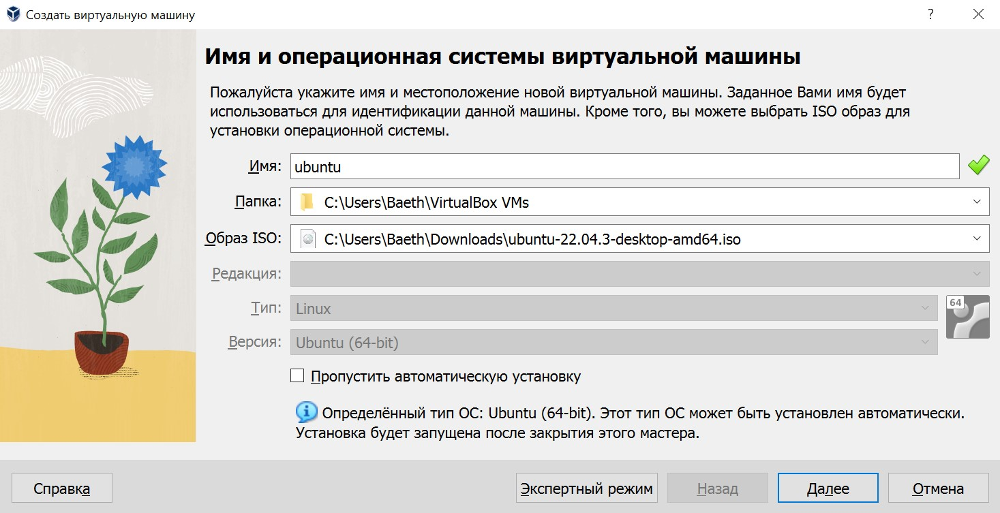 Создать виртуальную машину
?
Имя и операционная системы виртуальной машины
Пожалуйста укажите имя и местоположение новой виртуальной машины. Заданное Вами имя будет
использоваться для идентификации данной машины. Кроме того, вы можете выбрать ISO образ для
установки операционной системы.
Имя: ubuntu
Папка: C:\Users\Baeth\VirtualBox VMs
Образ ISO: C:\Users\Baeth\Downloads\ubuntu-22.04.3-desktop-amd64.iso
Редакция:
Тип: Linux 64
Версия: Ubuntu (64-bit)
Пропустить автоматическую установку
Определённый тип ОС: Ubuntu (64-bit). Этот тип ОС может быть установлен автоматически.
Установка будет запущена после закрытия этого мастера.
Справка Экспертный режим Назад Далее Отмена